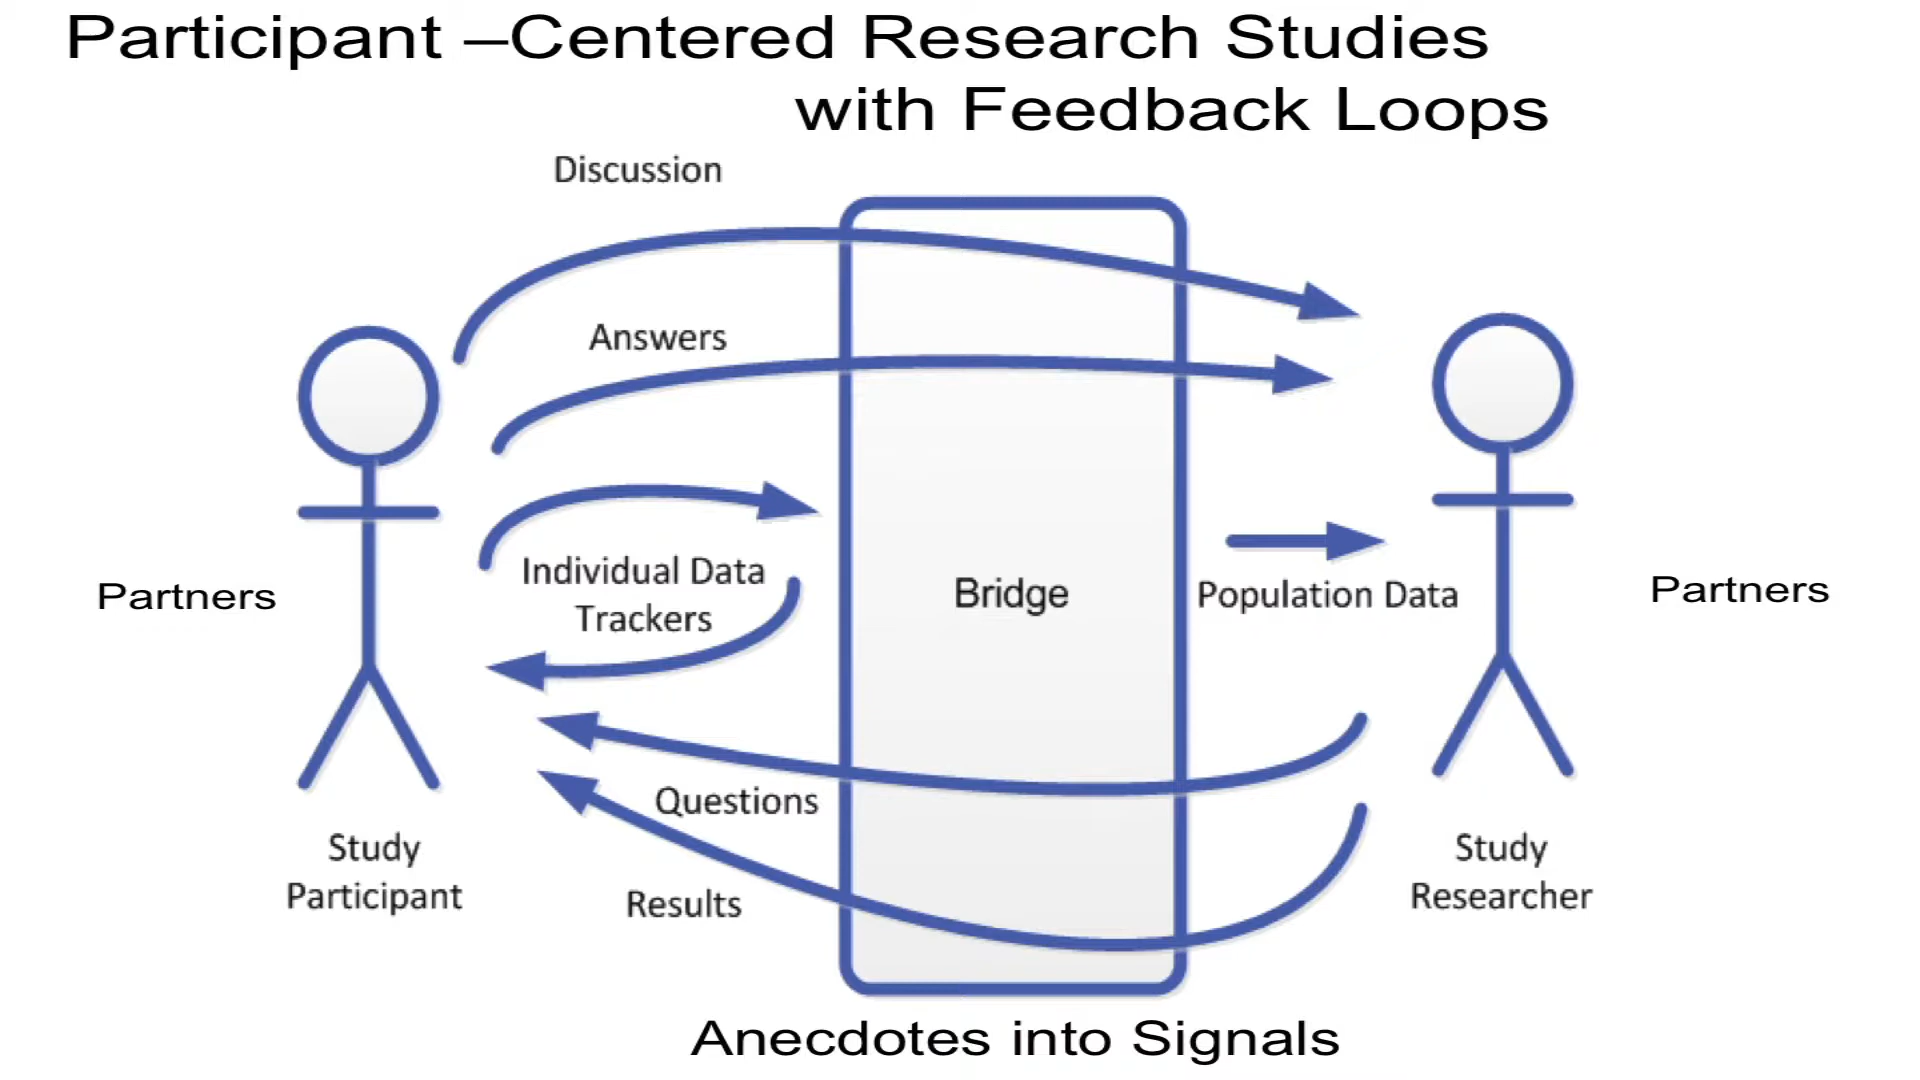 Participant –Centered Research Studies
with Feedback Loops
Discussion
Answers
Individual Data
Trackers
Bridge
Population Data
Partners
Partners
Questions
Results
Study
Participant
Study
Researcher
Anecdotes into Signals